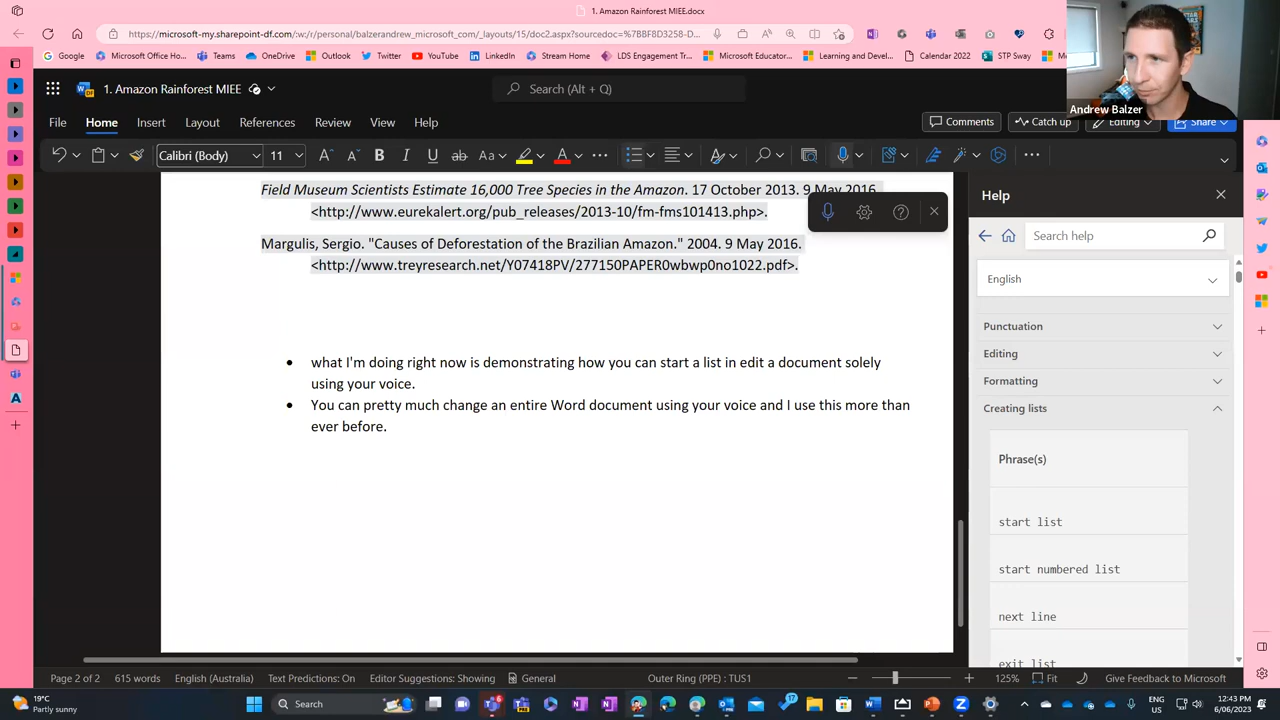 1. Amazon Rainforest MIEE.docx
https://microsoft-my.sharepoint-df.com/:w:/r/personal/balzerandrew_microsoft_com/_layouts/15/doc2.aspx?sourcedoc=%7BBF8D3258-D...
Google Microsoft Office Ho... Teams OneDrive Outlook Twitter YouTube LinkedIn Stream Home LDS Engagement Tra... Microsoft Educator... Learning and Devel... Calendar 2022 STP Sway
Andrew Balzer
1. Amazon Rainforest MIEE
Search (Alt + Q)
File Home Insert Layout References Review View Help
Comments Catch up Editing Share
Calibri (Body) 11 A A B I U ab Aa A
Field Museum Scientists Estimate 16,000 Tree Species in the Amazon. 17 October 2013. 9 May 2016.
<http://www.eurekalert.org/pub_releases/2013-10/fm-fms101413.php>.
Margulis, Sergio. "Causes of Deforestation of the Brazilian Amazon." 2004. 9 May 2016.
<http://www.treyresearch.net/Y07418PV/277150PAPER0wbwp0no1022.pdf>.
• what I'm doing right now is demonstrating how you can start a list in edit a document solely
using your voice.
• You can pretty much change an entire Word document using your voice and I use this more than
ever before.
Help
Search help
English
Punctuation
Editing
Formatting
Creating lists
Phrase(s)
start list
start numbered list
next line
exit list
Page 2 of 2 615 words English (Australia) Text Predictions: On Editor Suggestions: Showing General Outer Ring (PPE) : TUS1 125% Fit Give Feedback to Microsoft
19°C
Partly sunny
Search
6
17
ENG
US
12:43 PM
6/06/2023